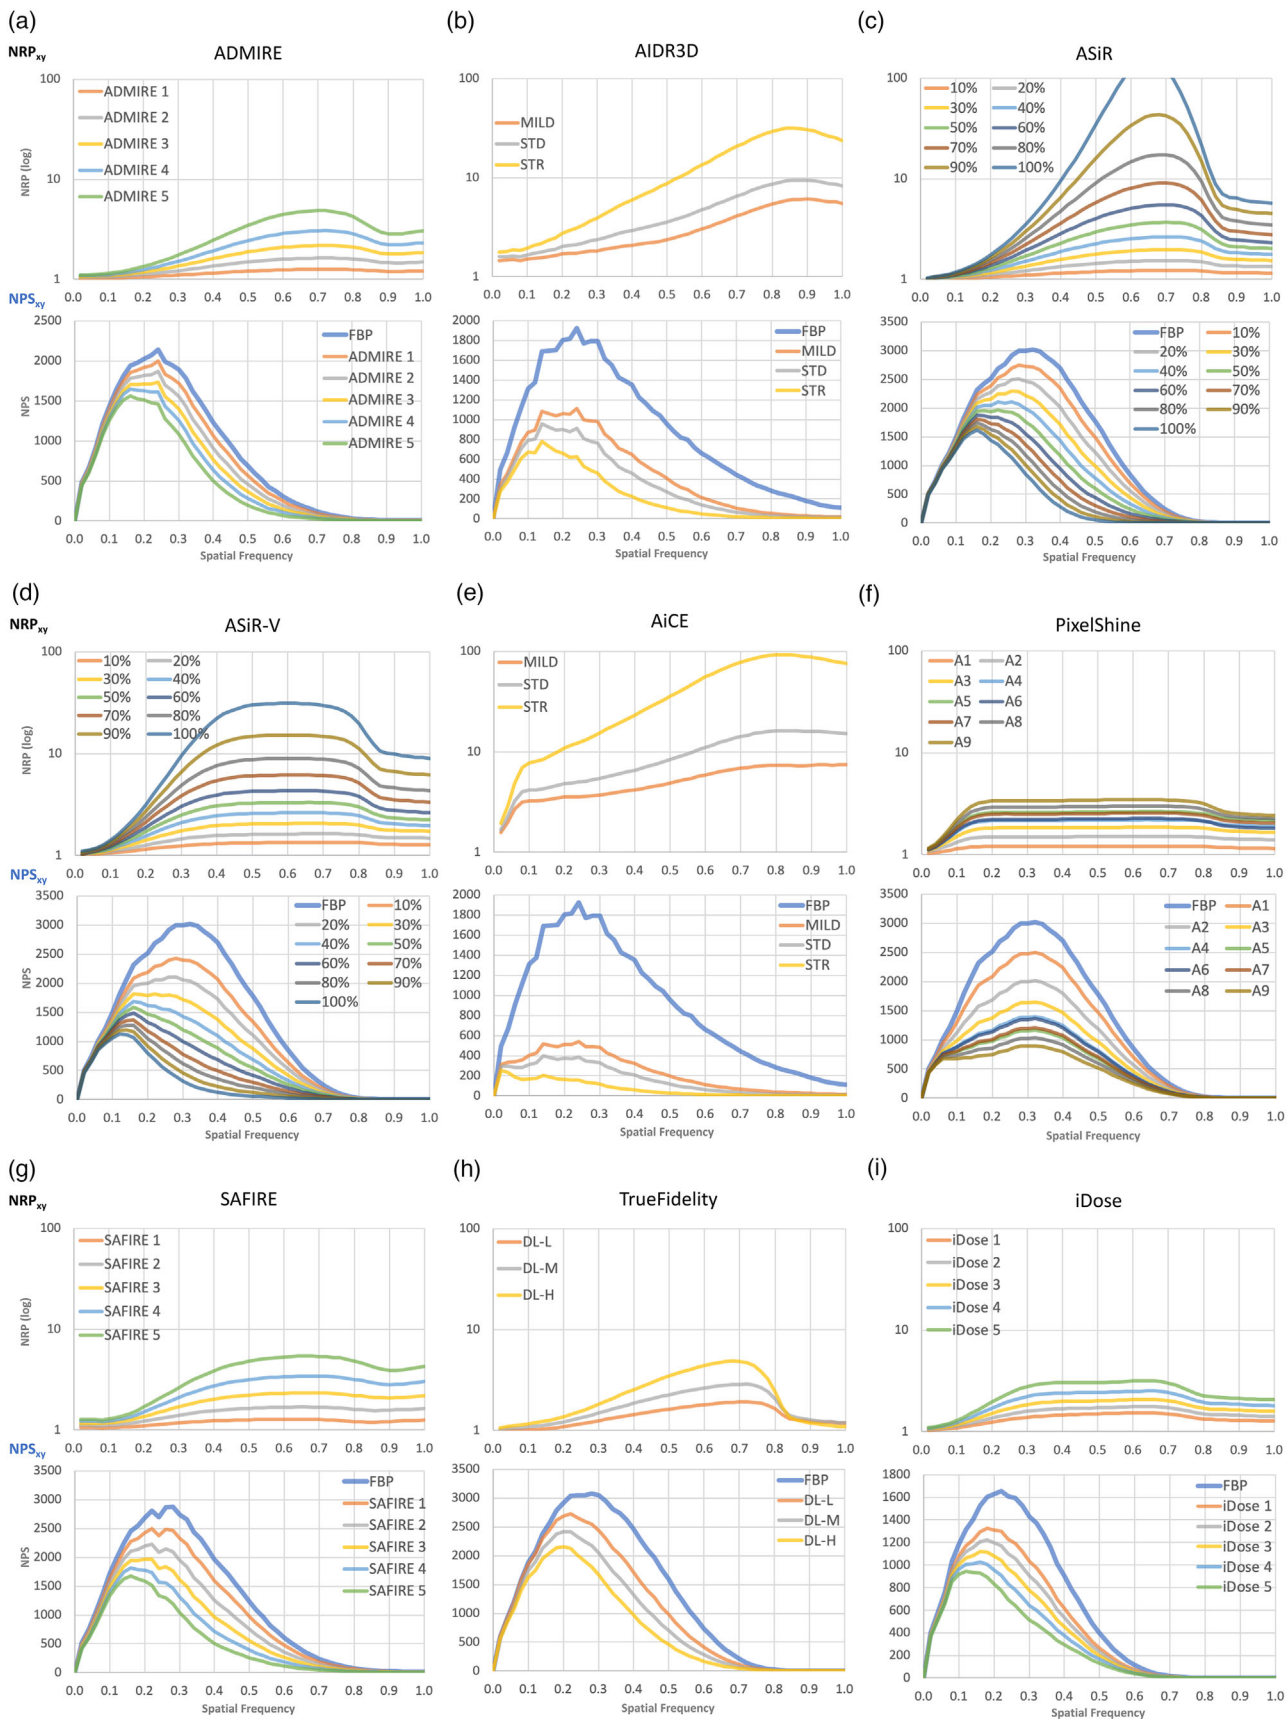 (a) (b) (c)
NRPxy ADMIRE AIDR3D ASiR
100 100 100
ADMIRE 1
ADMIRE 2
ADMIRE 3
ADMIRE 4
ADMIRE 5
NRP (log)
10
1
0.0 0.1 0.2 0.3 0.4 0.5 0.6 0.7 0.8 0.9 1.0
MILD
STD
STR
10
1
0.0 0.1 0.2 0.3 0.4 0.5 0.6 0.7 0.8 0.9 1.0
10% 20%
30% 40%
50% 60%
70% 80%
90% 100%
10
1
0.0 0.1 0.2 0.3 0.4 0.5 0.6 0.7 0.8 0.9 1.0
NPSxy
2500
2000
1500
1000
500
0
NPS
FBP
ADMIRE 1
ADMIRE 2
ADMIRE 3
ADMIRE 4
ADMIRE 5
0.0 0.1 0.2 0.3 0.4 0.5 0.6 0.7 0.8 0.9 1.0
Spatial Frequency
2000
1800
1600
1400
1200
1000
800
600
400
200
0
FBP
MILD
STD
STR
0.0 0.1 0.2 0.3 0.4 0.5 0.6 0.7 0.8 0.9 1.0
Spatial Frequency
3500
3000
2500
2000
1500
1000
500
0
FBP 10%
20% 30%
40% 50%
60% 70%
80% 90%
100%
0.0 0.1 0.2 0.3 0.4 0.5 0.6 0.7 0.8 0.9 1.0
Spatial Frequency
(d) (e) (f)
NRPxy ASiR-V AiCE PixelShine
100 100 100
10% 20%
30% 40%
50% 60%
70% 80%
90% 100%
NRP (log)
10
1
0.0 0.1 0.2 0.3 0.4 0.5 0.6 0.7 0.8 0.9 1.0
MILD
STD
STR
10
1
0.0 0.1 0.2 0.3 0.4 0.5 0.6 0.7 0.8 0.9 1.0
A1 A2
A3 A4
A5 A6
A7 A8
A9
10
1
0.0 0.1 0.2 0.3 0.4 0.5 0.6 0.7 0.8 0.9 1.0
NPSxy
3500
3000
2500
2000
1500
1000
500
0
NPS
FBP 10%
20% 30%
40% 50%
60% 70%
80% 90%
100%
0.0 0.1 0.2 0.3 0.4 0.5 0.6 0.7 0.8 0.9 1.0
Spatial Frequency
2000
1800
1600
1400
1200
1000
800
600
400
200
0
FBP
MILD
STD
STR
0.0 0.1 0.2 0.3 0.4 0.5 0.6 0.7 0.8 0.9 1.0
Spatial Frequency
3500
3000
2500
2000
1500
1000
500
0
FBP A1
A2 A3
A4 A5
A6 A7
A8 A9
0.0 0.1 0.2 0.3 0.4 0.5 0.6 0.7 0.8 0.9 1.0
Spatial Frequency
(g) (h) (i)
NRPxy SAFIRE TrueFidelity iDose
100 100 100
SAFIRE 1
SAFIRE 2
SAFIRE 3
SAFIRE 4
SAFIRE 5
NRP (log)
10
1
0.0 0.1 0.2 0.3 0.4 0.5 0.6 0.7 0.8 0.9 1.0
DL-L
DL-M
DL-H
10
1
0.0 0.1 0.2 0.3 0.4 0.5 0.6 0.7 0.8 0.9 1.0
iDose 1
iDose 2
iDose 3
iDose 4
iDose 5
10
1
0.0 0.1 0.2 0.3 0.4 0.5 0.6 0.7 0.8 0.9 1.0
NPSxy
3500
3000
2500
2000
1500
1000
500
0
NPS
FBP
SAFIRE 1
SAFIRE 2
SAFIRE 3
SAFIRE 4
SAFIRE 5
0.0 0.1 0.2 0.3 0.4 0.5 0.6 0.7 0.8 0.9 1.0
Spatial Frequency
3500
3000
2500
2000
1500
1000
500
0
FBP
DL-L
DL-M
DL-H
0.0 0.1 0.2 0.3 0.4 0.5 0.6 0.7 0.8 0.9 1.0
Spatial Frequency
1800
1600
1400
1200
1000
800
600
400
200
0
FBP
iDose 1
iDose 2
iDose 3
iDose 4
iDose 5
0.0 0.1 0.2 0.3 0.4 0.5 0.6 0.7 0.8 0.9 1.0
Spatial Frequency